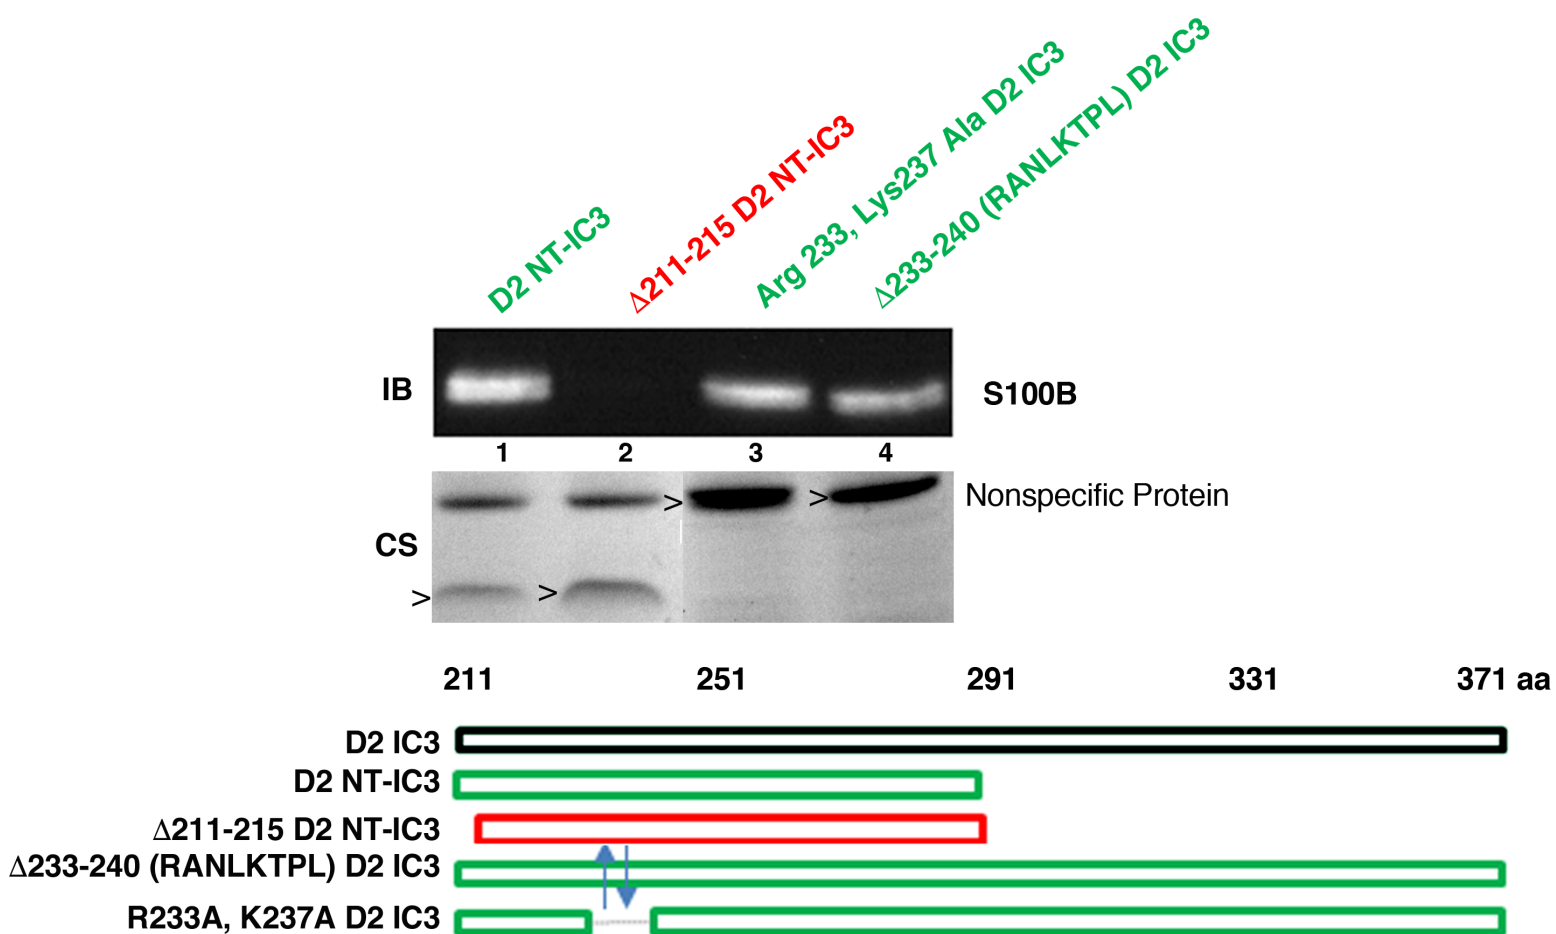 D2 NT-IC3
Δ211-215 D2 NT-IC3
Arg 233, Lys237 Ala D2 IC3
Δ233-240 (RANLKTPL) D2 IC3
IB
S100B
1 2 3 4
> >
Nonspecific Protein
CS
> >
211 251 291 331 371 aa
D2 IC3
D2 NT-IC3
Δ211-215 D2 NT-IC3
Δ233-240 (RANLKTPL) D2 IC3
R233A, K237A D2 IC3